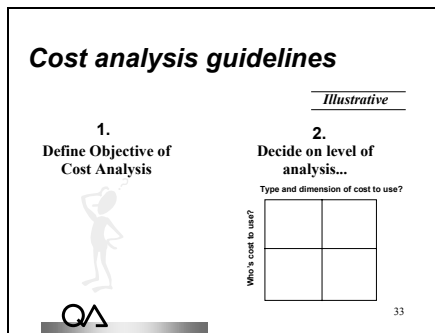 Cost analysis guidelines
Illustrative
1.
Define Objective of
Cost Analysis
2.
Decide on level of
analysis...
Type and dimension of cost to use?
Who's cost to use?
QA
33